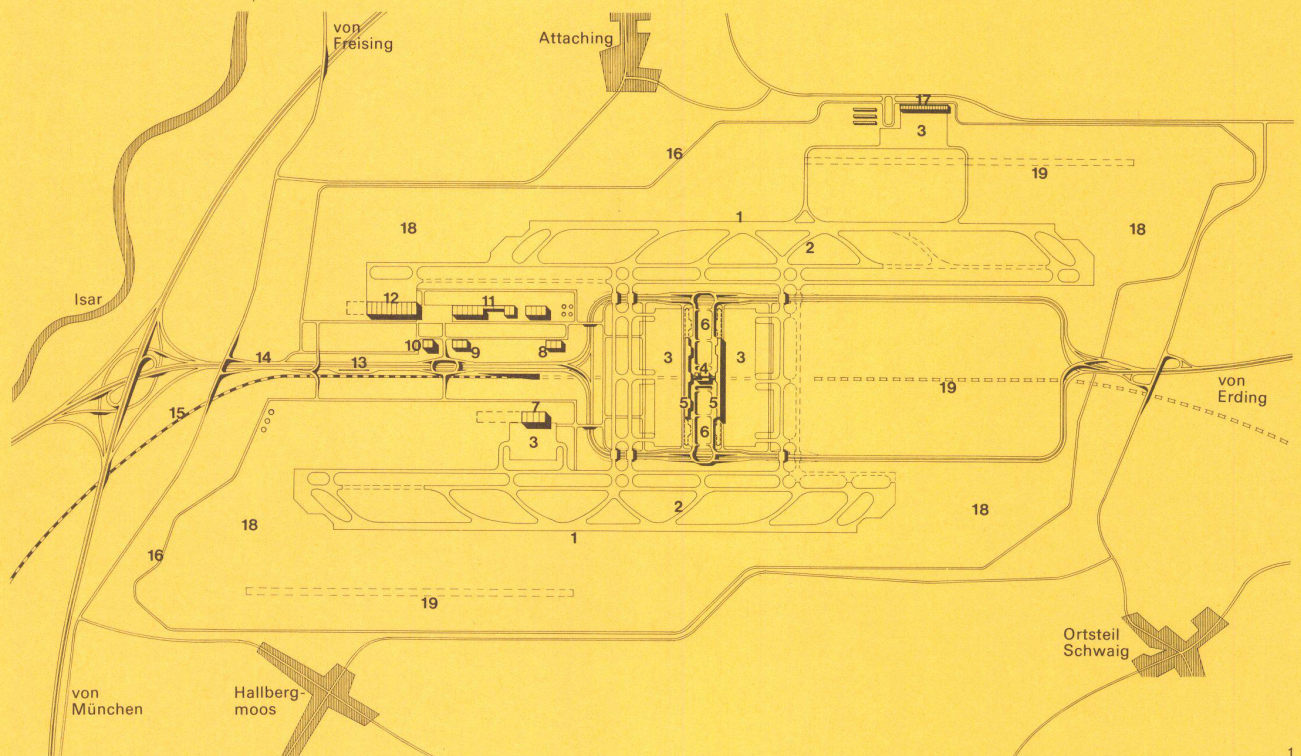 von
Freising
Attaching
17
3
16
19
18
1
18
2
Isar
12
11
6
10
9
8
3
4
3
14
13
19
von
Erding
15
5
5
7
6
3
2
18
18
1
16
19
Ortsteil
Schwaig
von
München
Hallberg-
moos
1